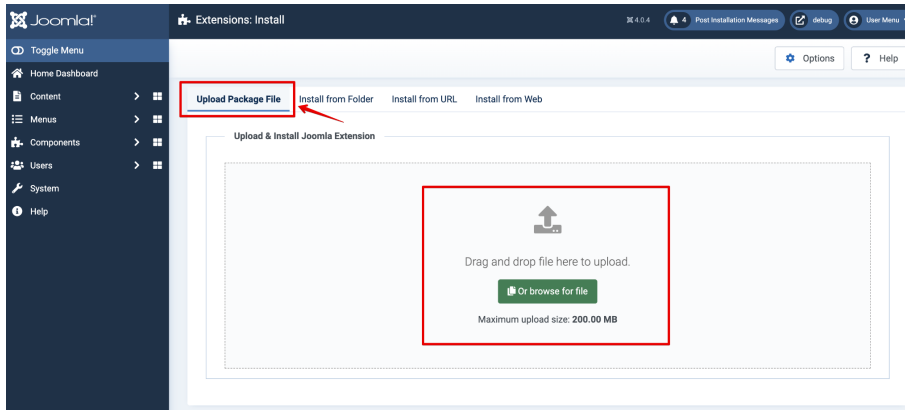 Joomla!
Extensions: Install
4.0.4
4 Post Installation Messages
debug
User Menu
Toggle Menu
Home Dashboard
Content
Menus
Components
Users
System
Help
Options
? Help
Upload Package File
Install from Folder
Install from URL
Install from Web
Upload & Install Joomla Extension
Drag and drop file here to upload.
Or browse for file
Maximum upload size: 200.00 MB